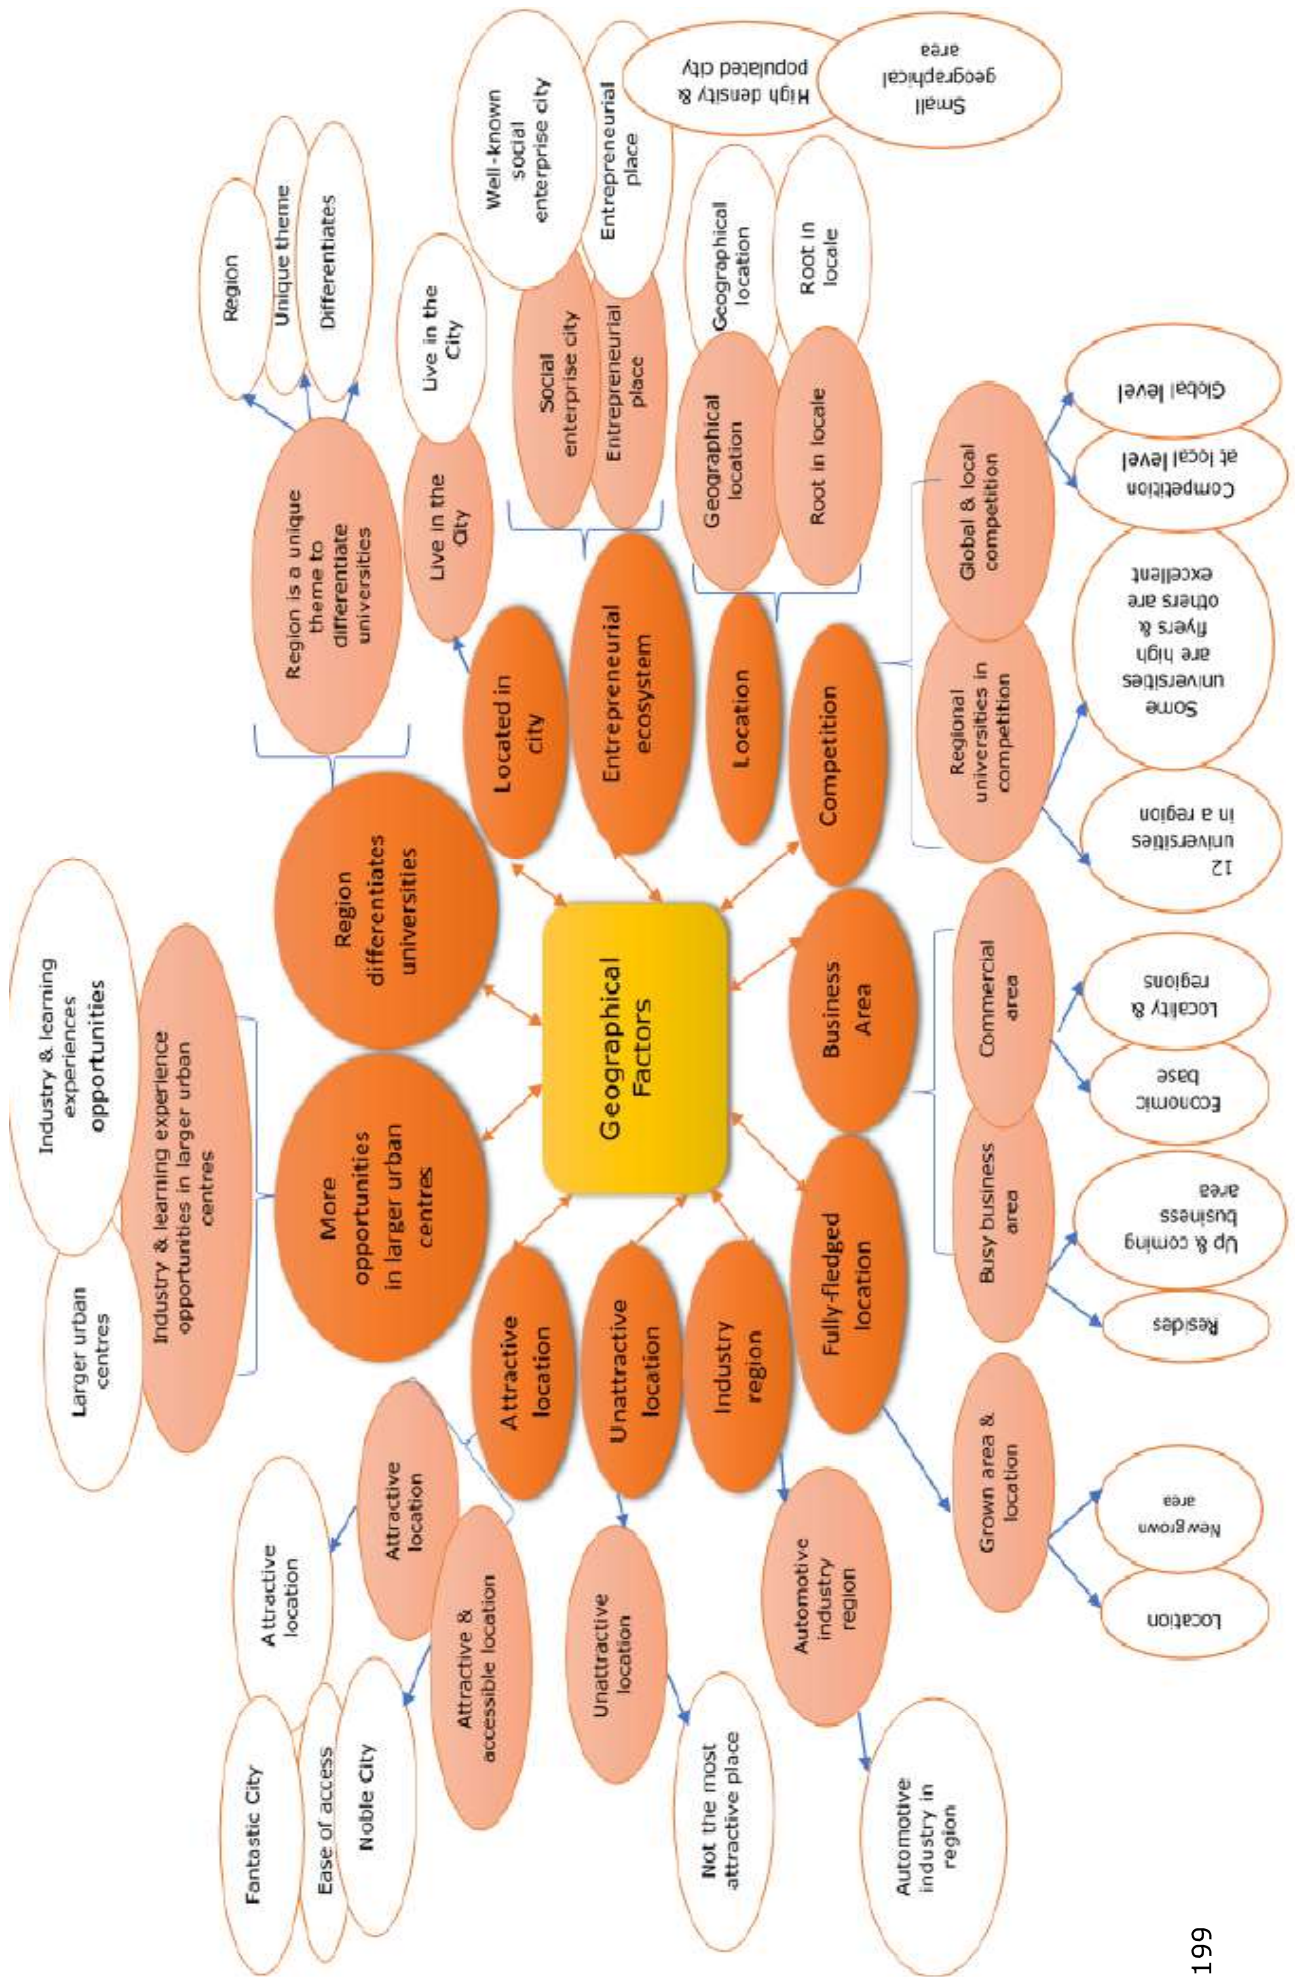 Industry & learning
experiences
opportunities
Larger urban
centres
Industry & learning experience
opportunities in larger urban
centres
More
opportunities
in larger urban
centres
Region
Unique theme
Differentiates
Region is a unique
theme to
differentiate
universities
Region
differentiates
universities
Live in the
City
Live in the
City
Located in
city
Well-known
social
enterprise city
Entrepreneurial
place
Social
enterprise city
Entrepreneurial
place
Entrepreneurial
ecosystem
High density &
populated city
Small
geographical
area
Geographical
location
Root in
locale
Geographical
location
Root in locale
Location
Competition
Global & local
competition
Regional
universities in
competition
Global level
Competition
at local level
Some
universities
are high
flyers &
others are
excellent
12
universities
in a region
Geographical
Factors
Business
Area
Commercial
area
Busy business
area
Locality &
regions
Economic
base
Up & coming
business
area
Resides
Fully-fledged
location
Grown area &
location
New grown
area
Location
Industry
region
Automotive
industry
region
Automotive
industry in
region
Unattractive
location
Unattractive
location
Not the most
attractive place
Attractive
location
Attractive
location
Attractive &
accessible location
Attractive
location
Fantastic City
Ease of access
Noble City
199